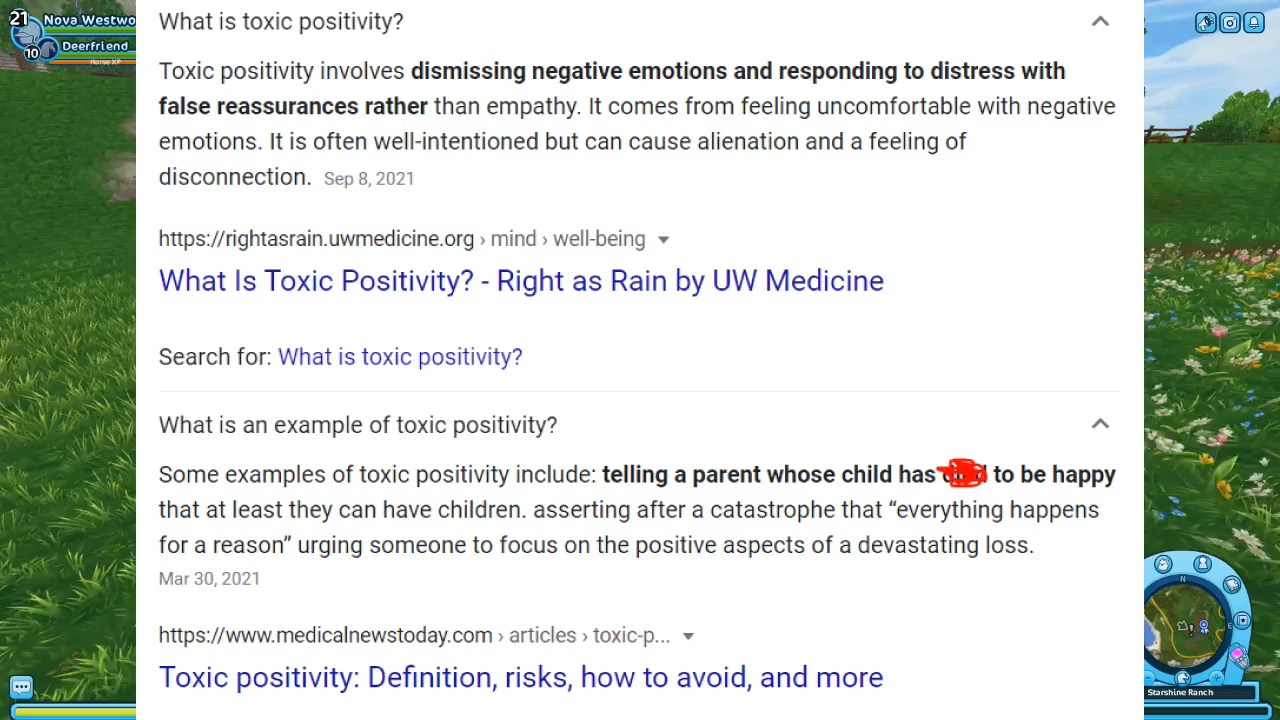 21
Nova Westwo
Deerfriend
10
Horse XP
What is toxic positivity?
Toxic positivity involves dismissing negative emotions and responding to distress with
false reassurances rather than empathy. It comes from feeling uncomfortable with negative
emotions. It is often well-intentioned but can cause alienation and a feeling of
disconnection. Sep 8, 2021
https://rightasrain.uwmedicine.org › mind › well-being
What Is Toxic Positivity? - Right as Rain by UW Medicine
Search for: What is toxic positivity?
What is an example of toxic positivity?
Some examples of toxic positivity include: telling a parent whose child has to be happy
that at least they can have children. asserting after a catastrophe that “everything happens
for a reason” urging someone to focus on the positive aspects of a devastating loss.
Mar 30, 2021
https://www.medicalnewstoday.com › articles › toxic-p...
Toxic positivity: Definition, risks, how to avoid, and more
N
E
Starshine Ranch